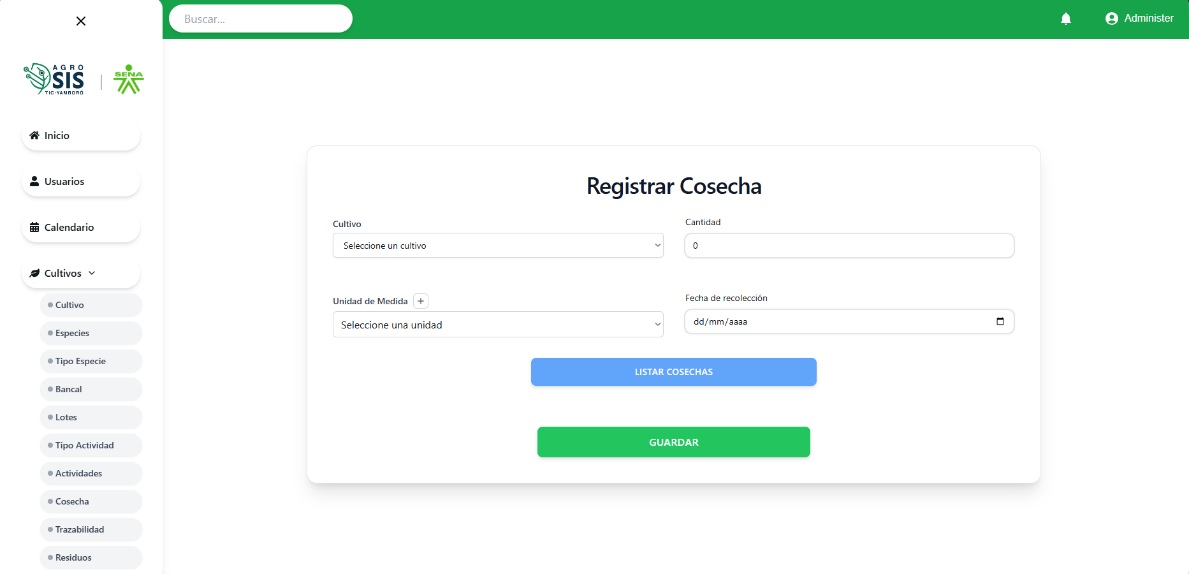 Buscar...
Administer
AGRO
SIS
TIC-YAMBORÓ
SENA
Inicio
Usuarios
Calendario
Cultivos
Cultivo
Especies
Tipo Especie
Bancal
Lotes
Tipo Actividad
Actividades
Cosecha
Trazabilidad
Residuos
Registrar Cosecha
Cultivo
Seleccione un cultivo
Cantidad
0
Unidad de Medida +
Seleccione una unidad
Fecha de recolección
dd/mm/aaaa
LISTAR COSECHAS
GUARDAR